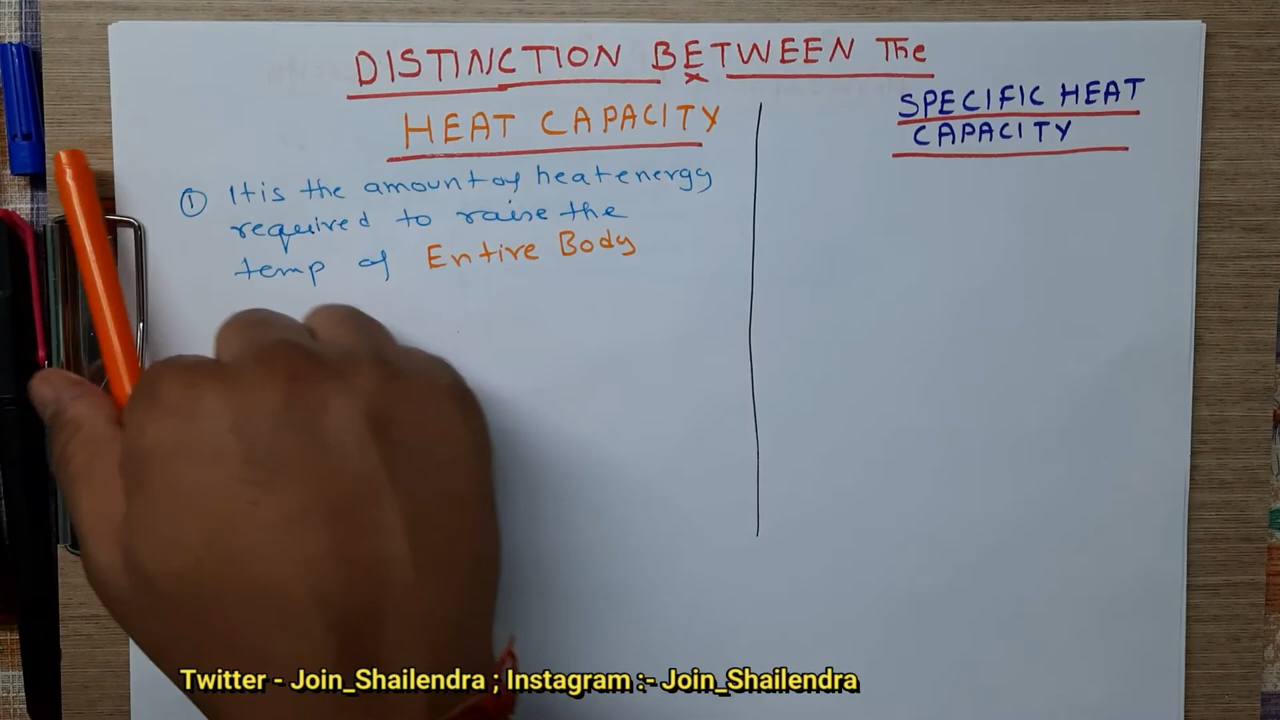 DISTINCTION BETWEEN The
HEAT CAPACITY
① It is the amount of heat energy
required to raise the
temp of Entire Body
SPECIFIC HEAT
CAPACITY
Twitter - Join_Shailendra ; Instagram :- Join_Shailendra